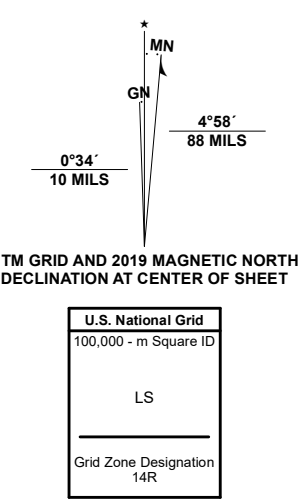 ★
MN
GN
4°58´
88 MILS
0°34´
10 MILS
TM GRID AND 2019 MAGNETIC NORTH
DECLINATION AT CENTER OF SHEET
U.S. National Grid
100,000 - m Square ID
LS
Grid Zone Designation
14R